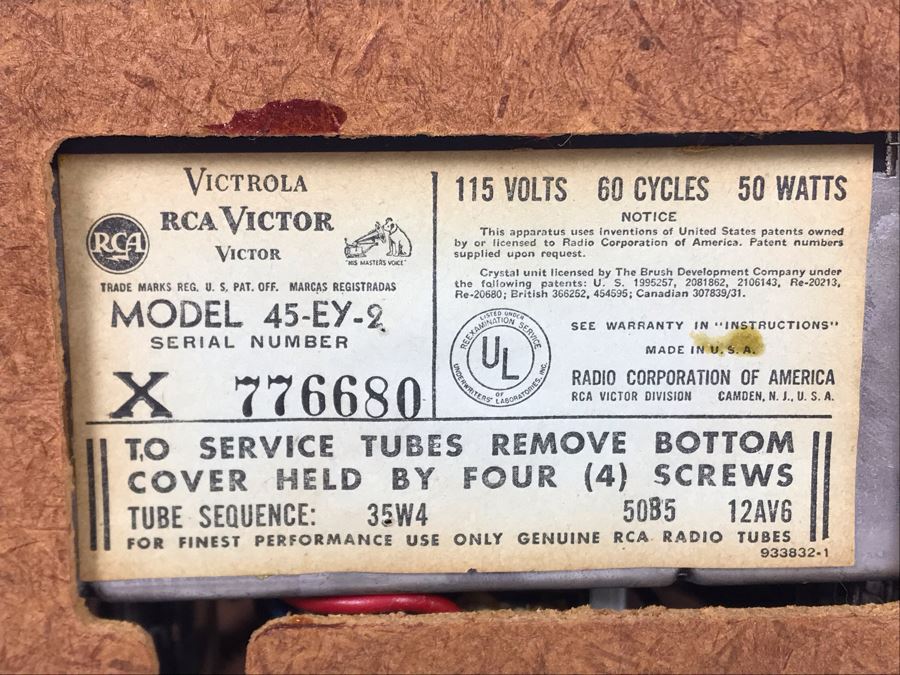 VICTROLA
RCA
RCA VICTOR
VICTOR
"HIS MASTER'S VOICE"
TRADE MARKS REG. U. S. PAT. OFF. MARCAS REGISTRADAS
MODEL 45-EY-2
SERIAL NUMBER
X 776680
115 VOLTS 60 CYCLES 50 WATTS
NOTICE
This apparatus uses inventions of United States patents owned
by or licensed to Radio Corporation of America. Patent numbers
supplied upon request.
Crystal unit licensed by The Brush Development Company under
the following patents: U. S. 1995257, 2081862, 2106143, Re-20213,
Re-20680; British 366252, 454595; Canadian 307839/31.
LISTED UNDER
REEXAMINATION SERVICE
UL
OF
UNDERWRITERS' LABORATORIES, INC.
SEE WARRANTY IN "INSTRUCTIONS"
MADE IN U. S. A.
RADIO CORPORATION OF AMERICA
RCA VICTOR DIVISION CAMDEN, N. J., U. S. A.
TO SERVICE TUBES REMOVE BOTTOM
COVER HELD BY FOUR (4) SCREWS
TUBE SEQUENCE: 35W4 50B5 12AV6
FOR FINEST PERFORMANCE USE ONLY GENUINE RCA RADIO TUBES
933832-1